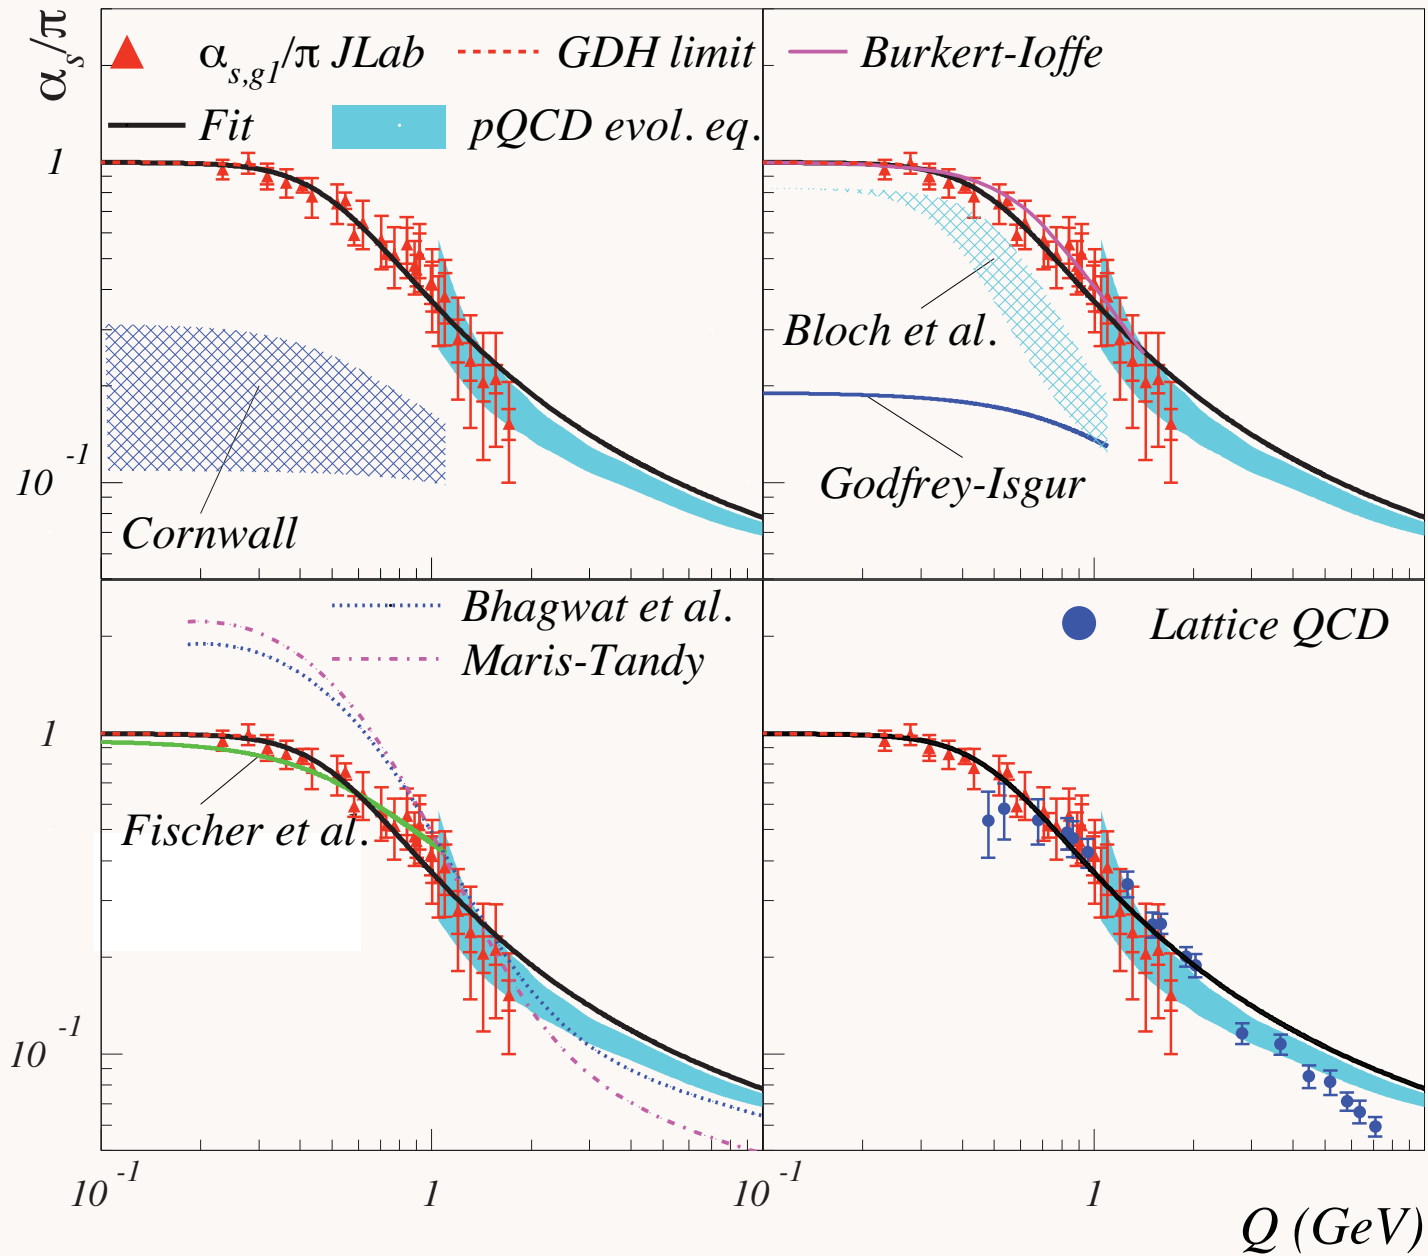 α_s/π
α_{s,g1}/π JLab
GDH limit
Burkert-Ioffe
Fit
pQCD evol. eq.
1
Bloch et al.
10^{-1}
Godfrey-Isgur
Cornwall
Bhagwat et al.
Maris-Tandy
Lattice QCD
1
Fischer et al.
10^{-1}
10^{-1}
1
10^{-1}
1
Q (GeV)